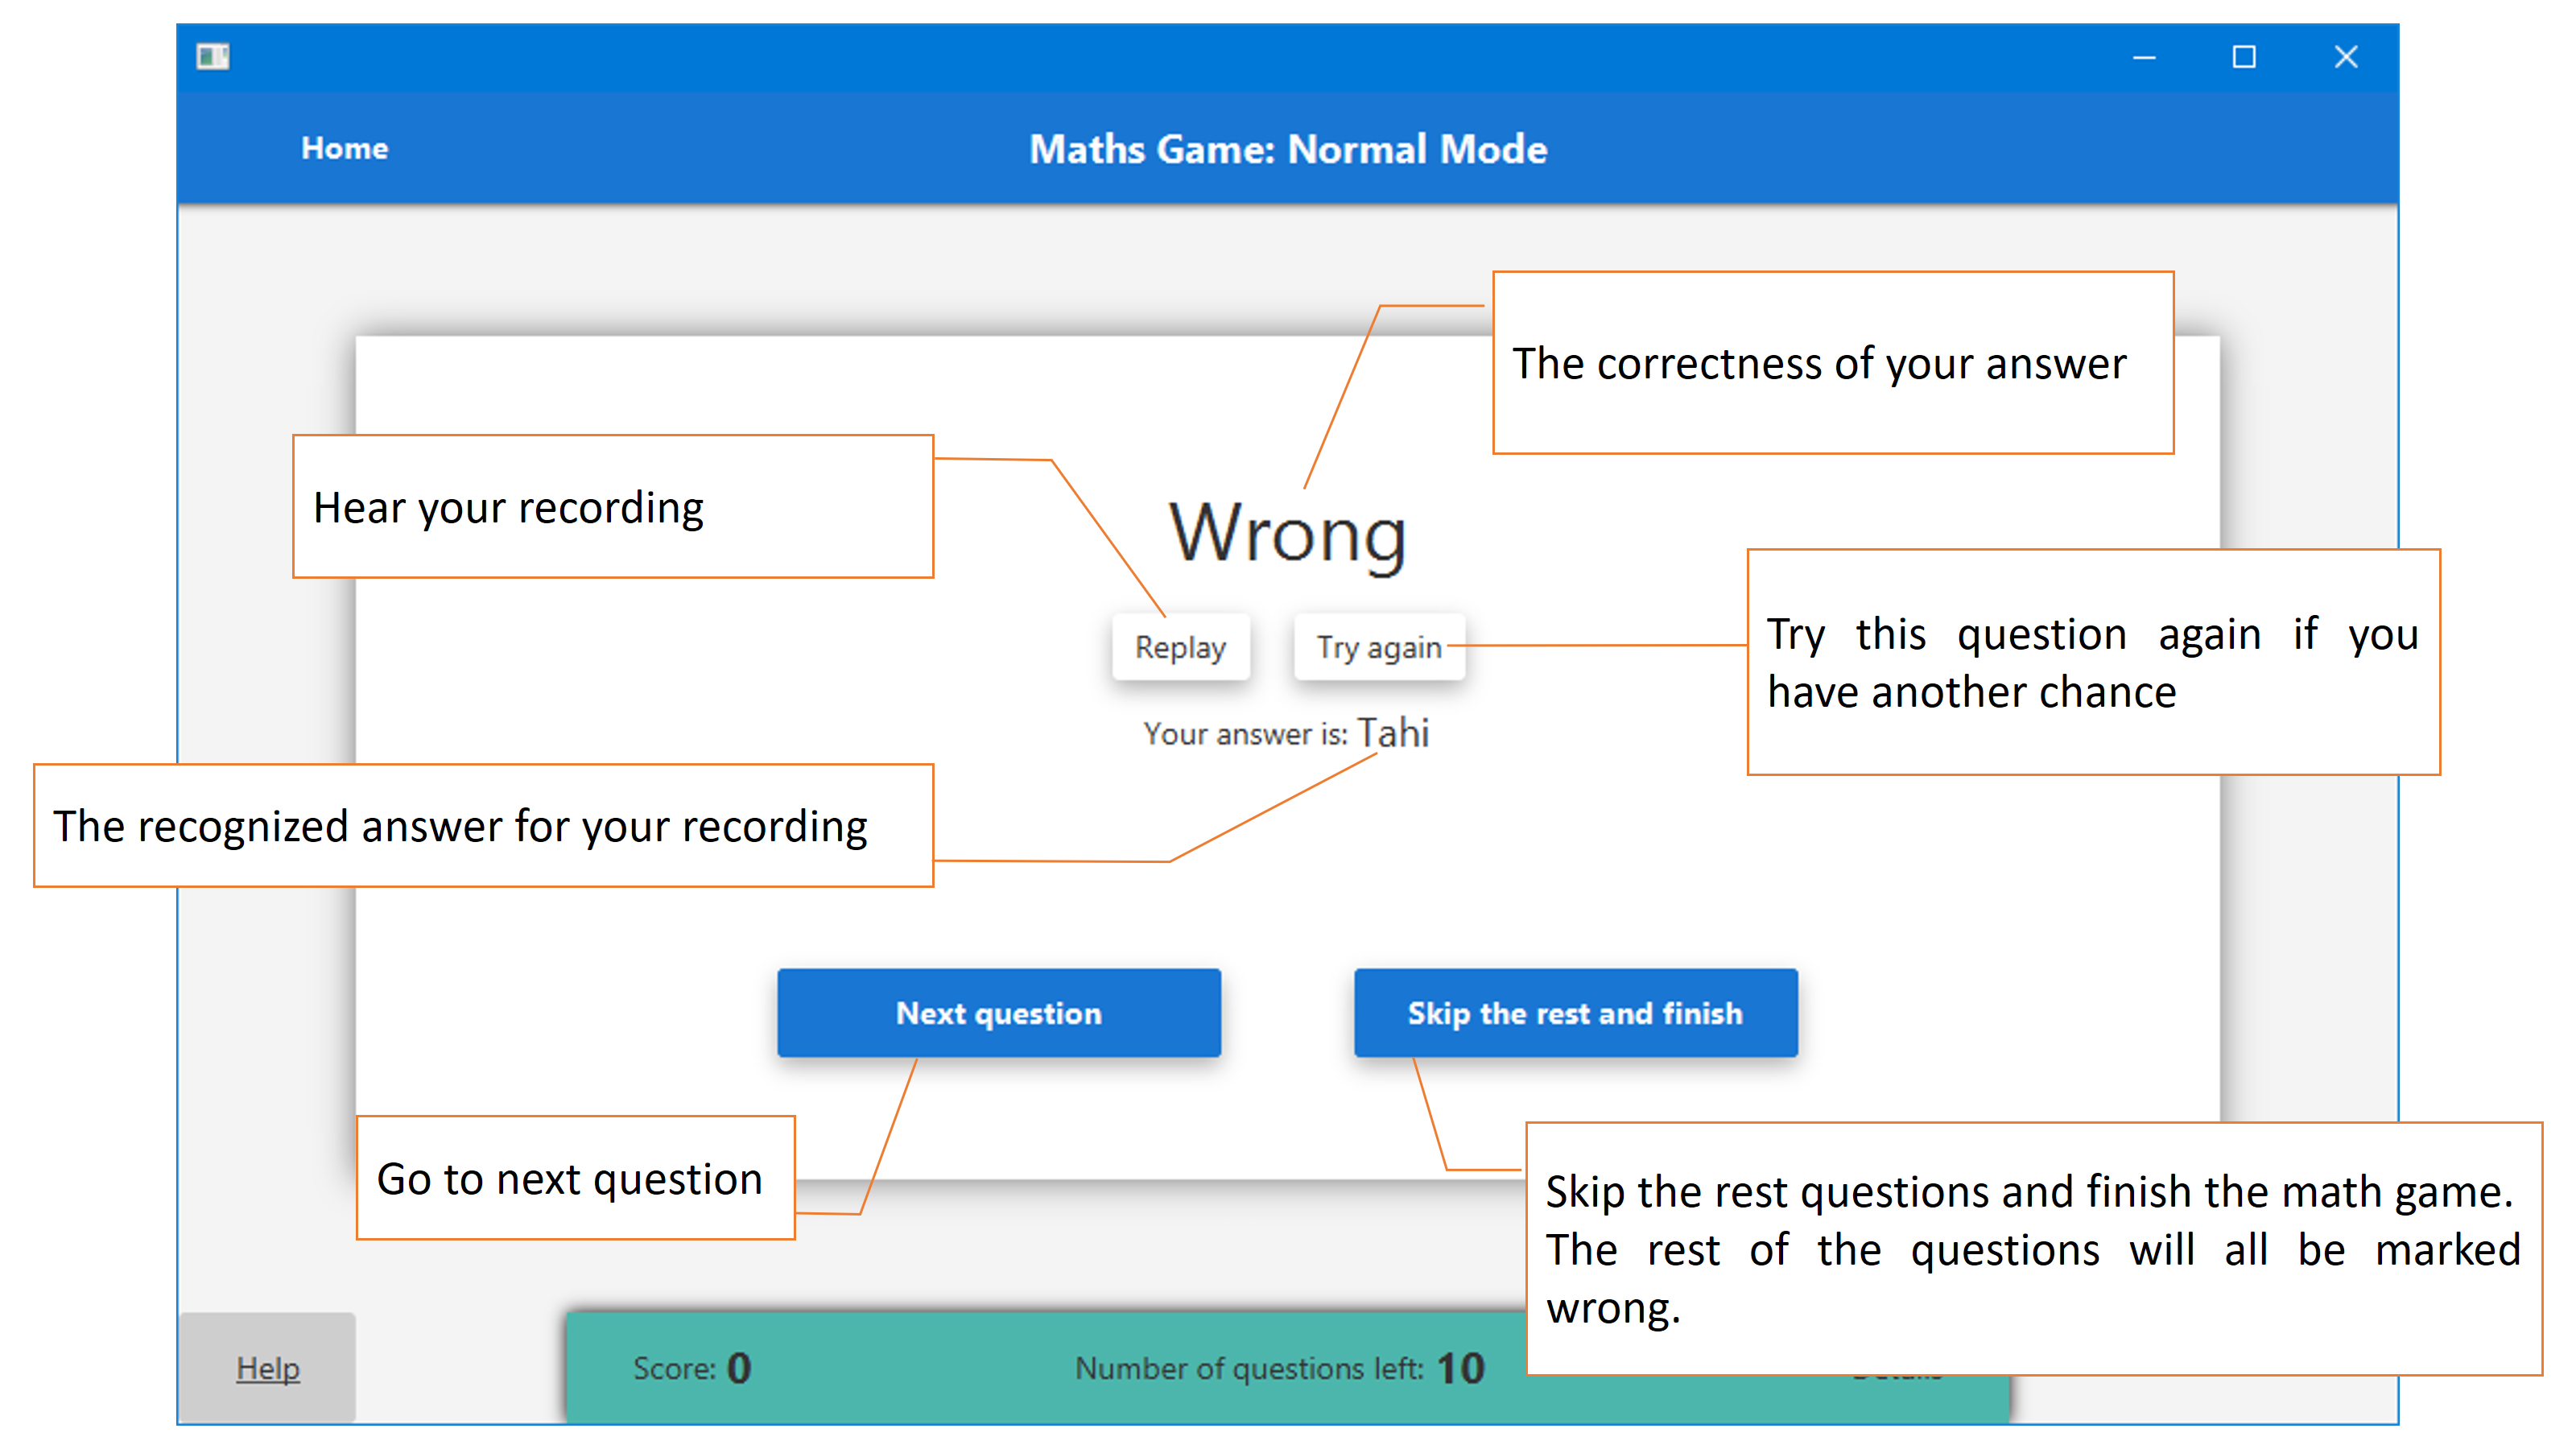 Home
Maths Game: Normal Mode
The correctness of your answer
Hear your recording
Wrong
Try this question again if you
have another chance
Replay
Try again
Your answer is: Tahi
The recognized answer for your recording
Next question
Skip the rest and finish
Go to next question
Skip the rest questions and finish the math game.
The rest of the questions will all be marked
wrong.
Help
Score: 0
Number of questions left: 10